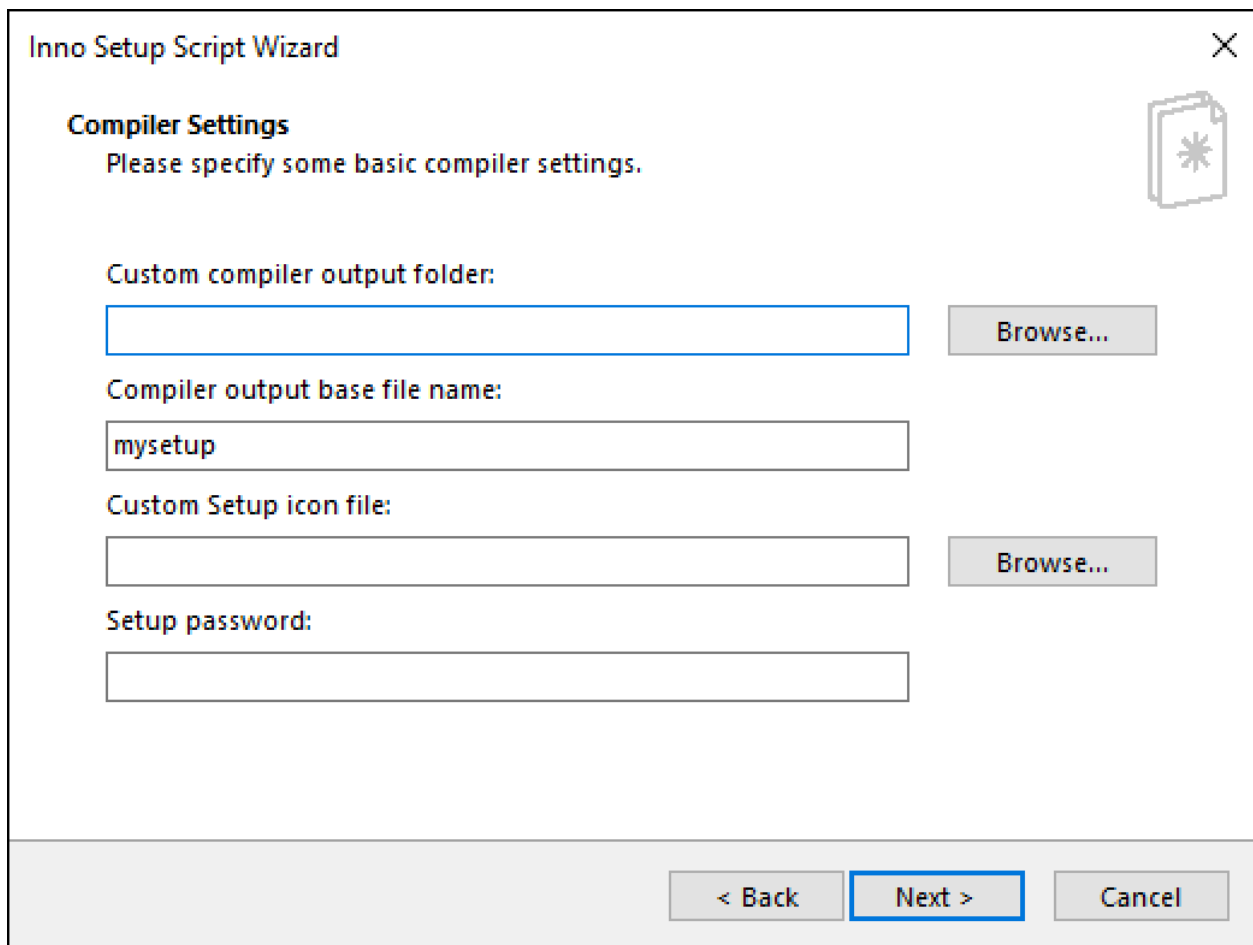 Inno Setup Script Wizard
Compiler Settings
Please specify some basic compiler settings.
Custom compiler output folder:
Browse...
Compiler output base file name:
mysetup
Custom Setup icon file:
Browse...
Setup password:
< Back
Next >
Cancel